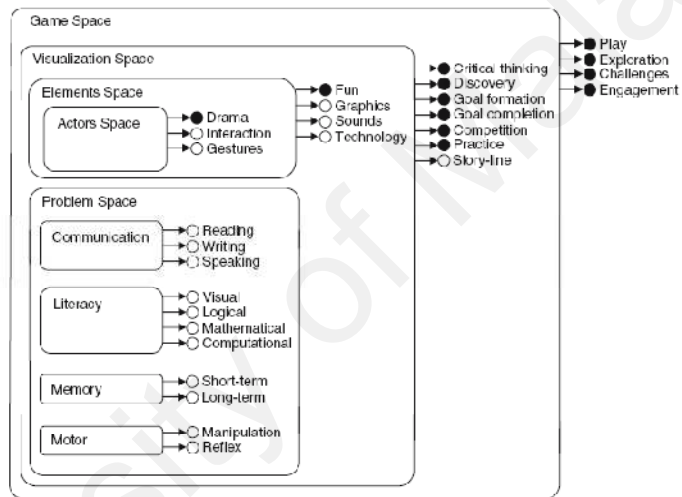 Game Space
Visualization Space
Elements Space
Actors Space
Drama
Interaction
Gestures
Fun
Graphics
Sounds
Technology
Critical thinking
Discovery
Goal formation
Goal completion
Competition
Practice
Story-line
Play
Exploration
Challenges
Engagement
Problem Space
Communication
Reading
Writing
Speaking
Literacy
Visual
Logical
Mathematical
Computational
Memory
Short-term
Long-term
Motor
Manipulation
Reflex